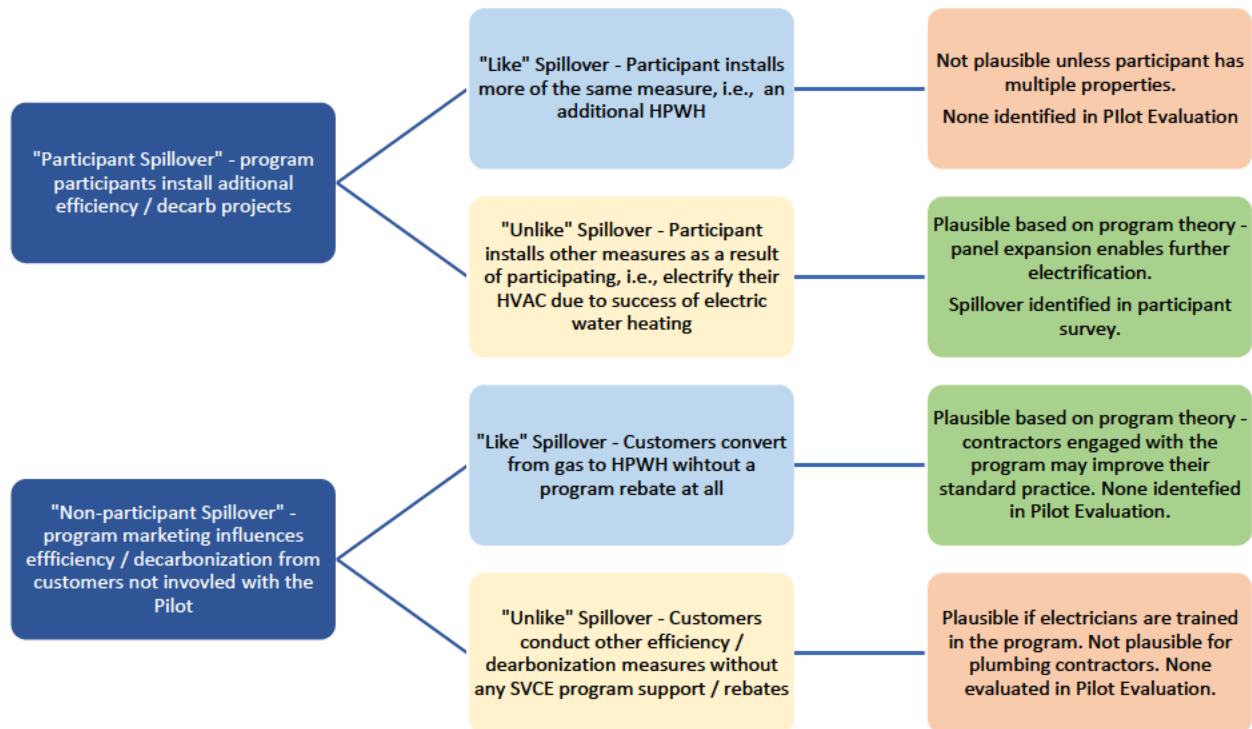 "Participant Spillover" - program
participants install aditional
efficiency / decarb projects
"Like" Spillover - Participant installs
more of the same measure, i.e.,  an
additional HPWH
Not plausible unless participant has
multiple properties.
None identified in PIlot Evaluation
"Unlike" Spillover - Participant
installs other measures as a result
of participating, i.e., electrify their
HVAC due to success of electric
water heating
Plausible based on program theory -
panel expansion enables further
electrification.
Spillover identified in participant
survey.
"Non-participant Spillover" -
program marketing influences
effficiency / decarbonization from
customers not invovled with the
Pilot
"Like" Spillover - Customers convert
from gas to HPWH wihtout a
program rebate at all
Plausible based on program theory -
contractors engaged with the
program may improve their
standard practice. None identefied
in Pilot Evaluation.
"Unlike" Spillover - Customers
conduct other efficiency /
dearbonization measures without
any SVCE program support / rebates
Plausible if electricians are trained
in the program. Not plausible for
plumbing contractors. None
evaluated in Pilot Evaluation.